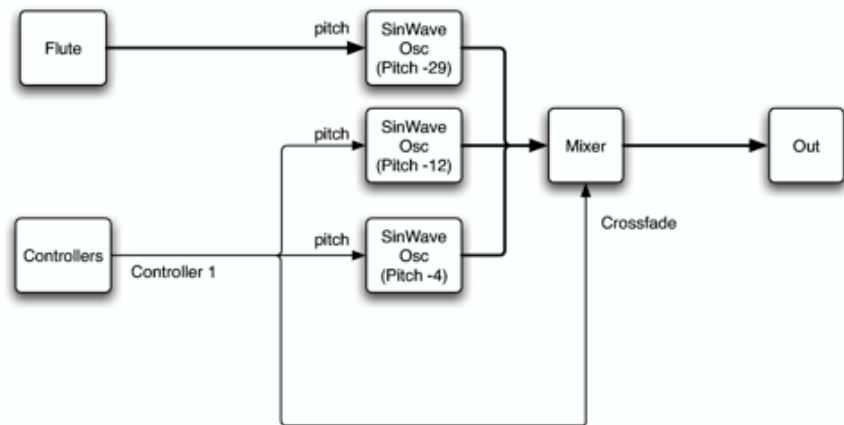 Flute
pitch
SinWave
Osc
(Pitch -29)
pitch
SinWave
Osc
(Pitch -12)
Mixer
Out
Controllers
Controller 1
pitch
SinWave
Osc
(Pitch -4)
Crossfade